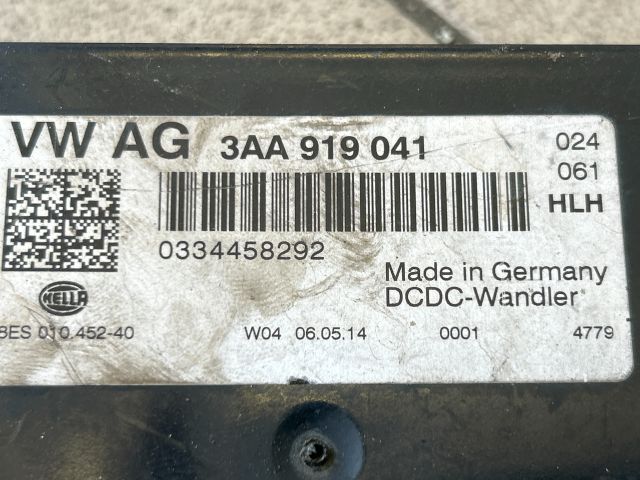 VW AG 3AA 919 041 024
061
HLH
0334458292
Made in Germany
DCDC-Wandler
HELLA
8ES 010.452-40 W04 06.05.14 0001 4779